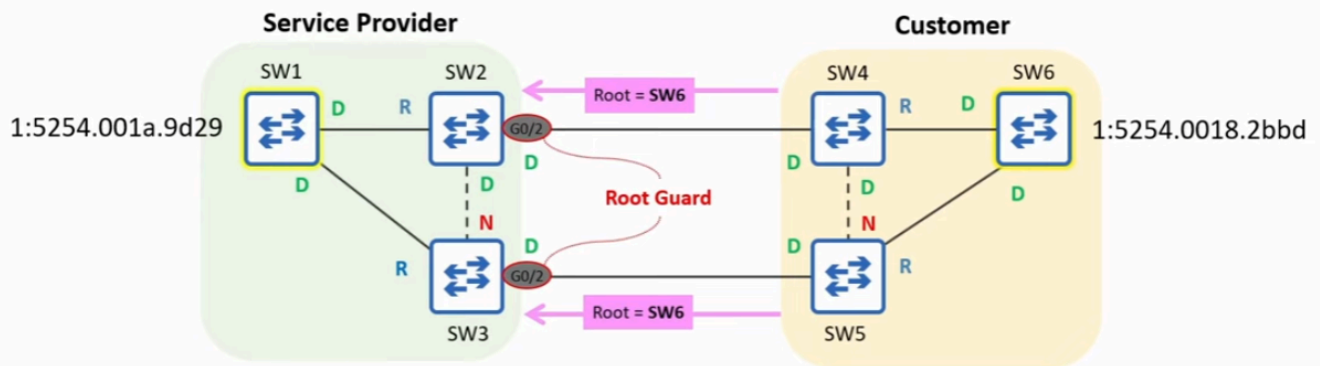 Service Provider
Customer
SW1
SW2
SW4
SW6
Root = SW6
D
R
R
D
1:5254.001a.9d29
G0/2
1:5254.0018.2bbd
D
D
D
D
D
D
Root Guard
N
D
D
N
R
G0/2
R
Root = SW6
SW3
SW5